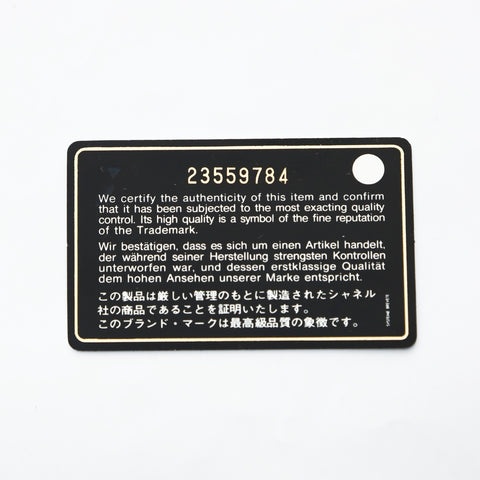 23559784
We certify the authenticity of this item and confirm
that it has been subjected to the most exacting quality
control. Its high quality is a symbol of the fine reputation
of the Trademark.
Wir bestätigen, dass es sich um einen Artikel handelt,
der während seiner Herstellung strengsten Kontrollen
unterworfen war, und dessen erstklassige Qualität
dem hohen Ansehen unserer Marke entspricht.
この製品は厳しい管理のもとに製造されたシャネル
社の商品であることを証明いたします。
このブランド・マークは最高級品質の象徴です。